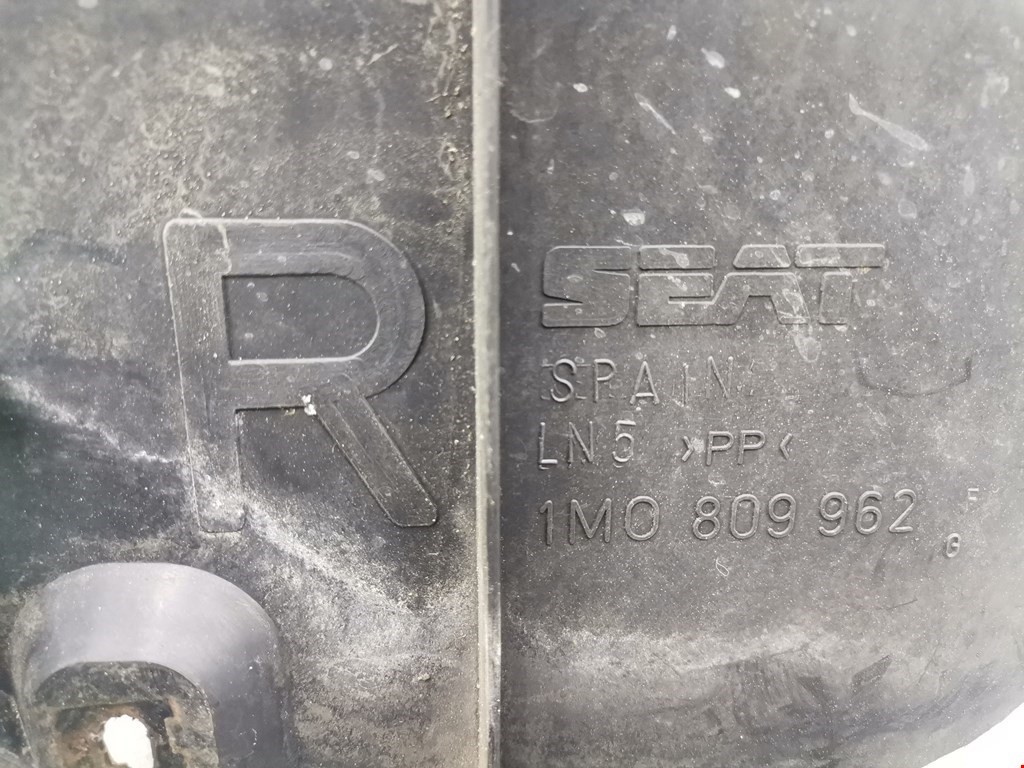 R
SEAT
SPAIN
LN5 >PP<
1M0 809 962
F
G